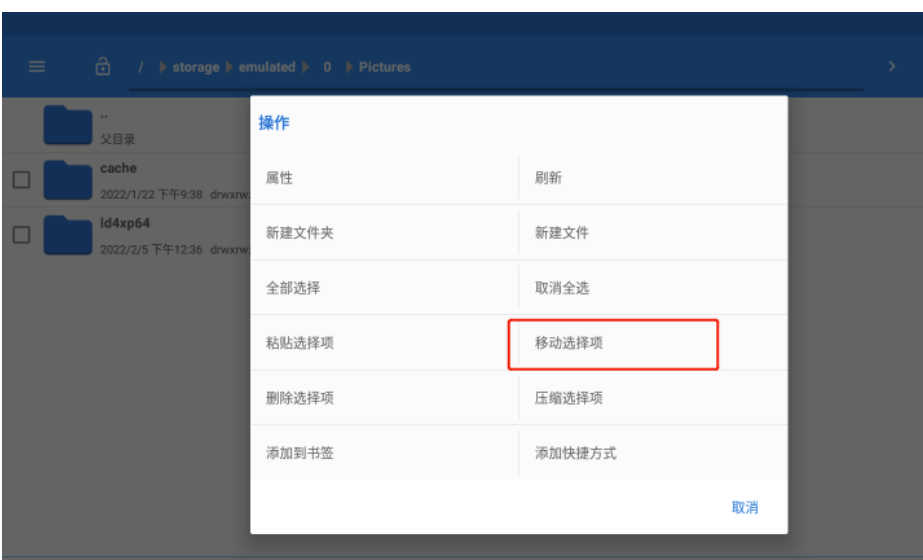 / storage emulated 0 Pictures
..
父目录
cache
2022/1/22 下午9:38 drwxrw
ld4xp64
2022/2/5 下午12:36 drwxrw
操作
属性 刷新
新建文件夹 新建文件
全部选择 取消全选
粘贴选择项 移动选择项
删除选择项 压缩选择项
添加到书签 添加快捷方式
取消